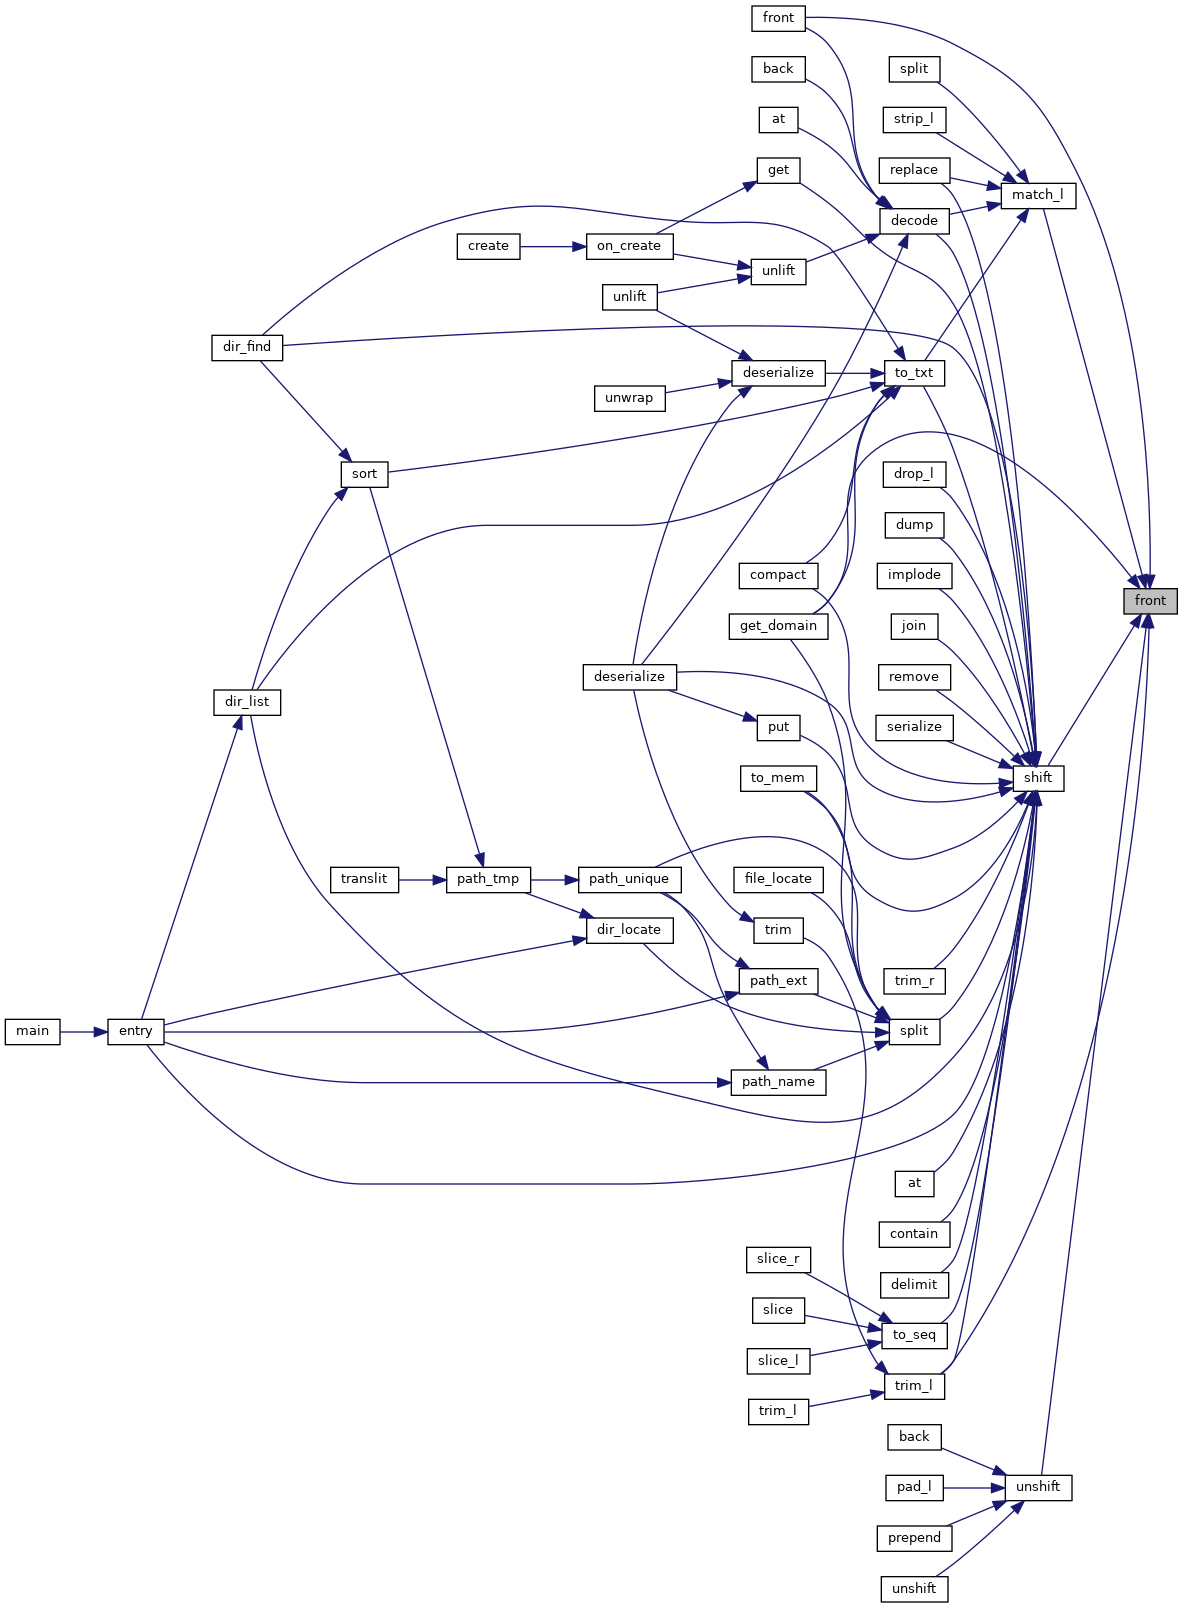 front
back
split
at
strip_l
get
replace
match_l
decode
create
on_create
unlift
unlift
dir_find
deserialize
to_txt
unwrap
sort
drop_l
dump
compact
implode
front
get_domain
join
deserialize
remove
dir_list
put
serialize
to_mem
shift
translit
path_tmp
path_unique
file_locate
dir_locate
trim
path_ext
trim_r
main
entry
split
path_name
at
contain
slice_r
delimit
slice
to_seq
slice_l
trim_l
trim_l
back
pad_l
unshift
prepend
unshift